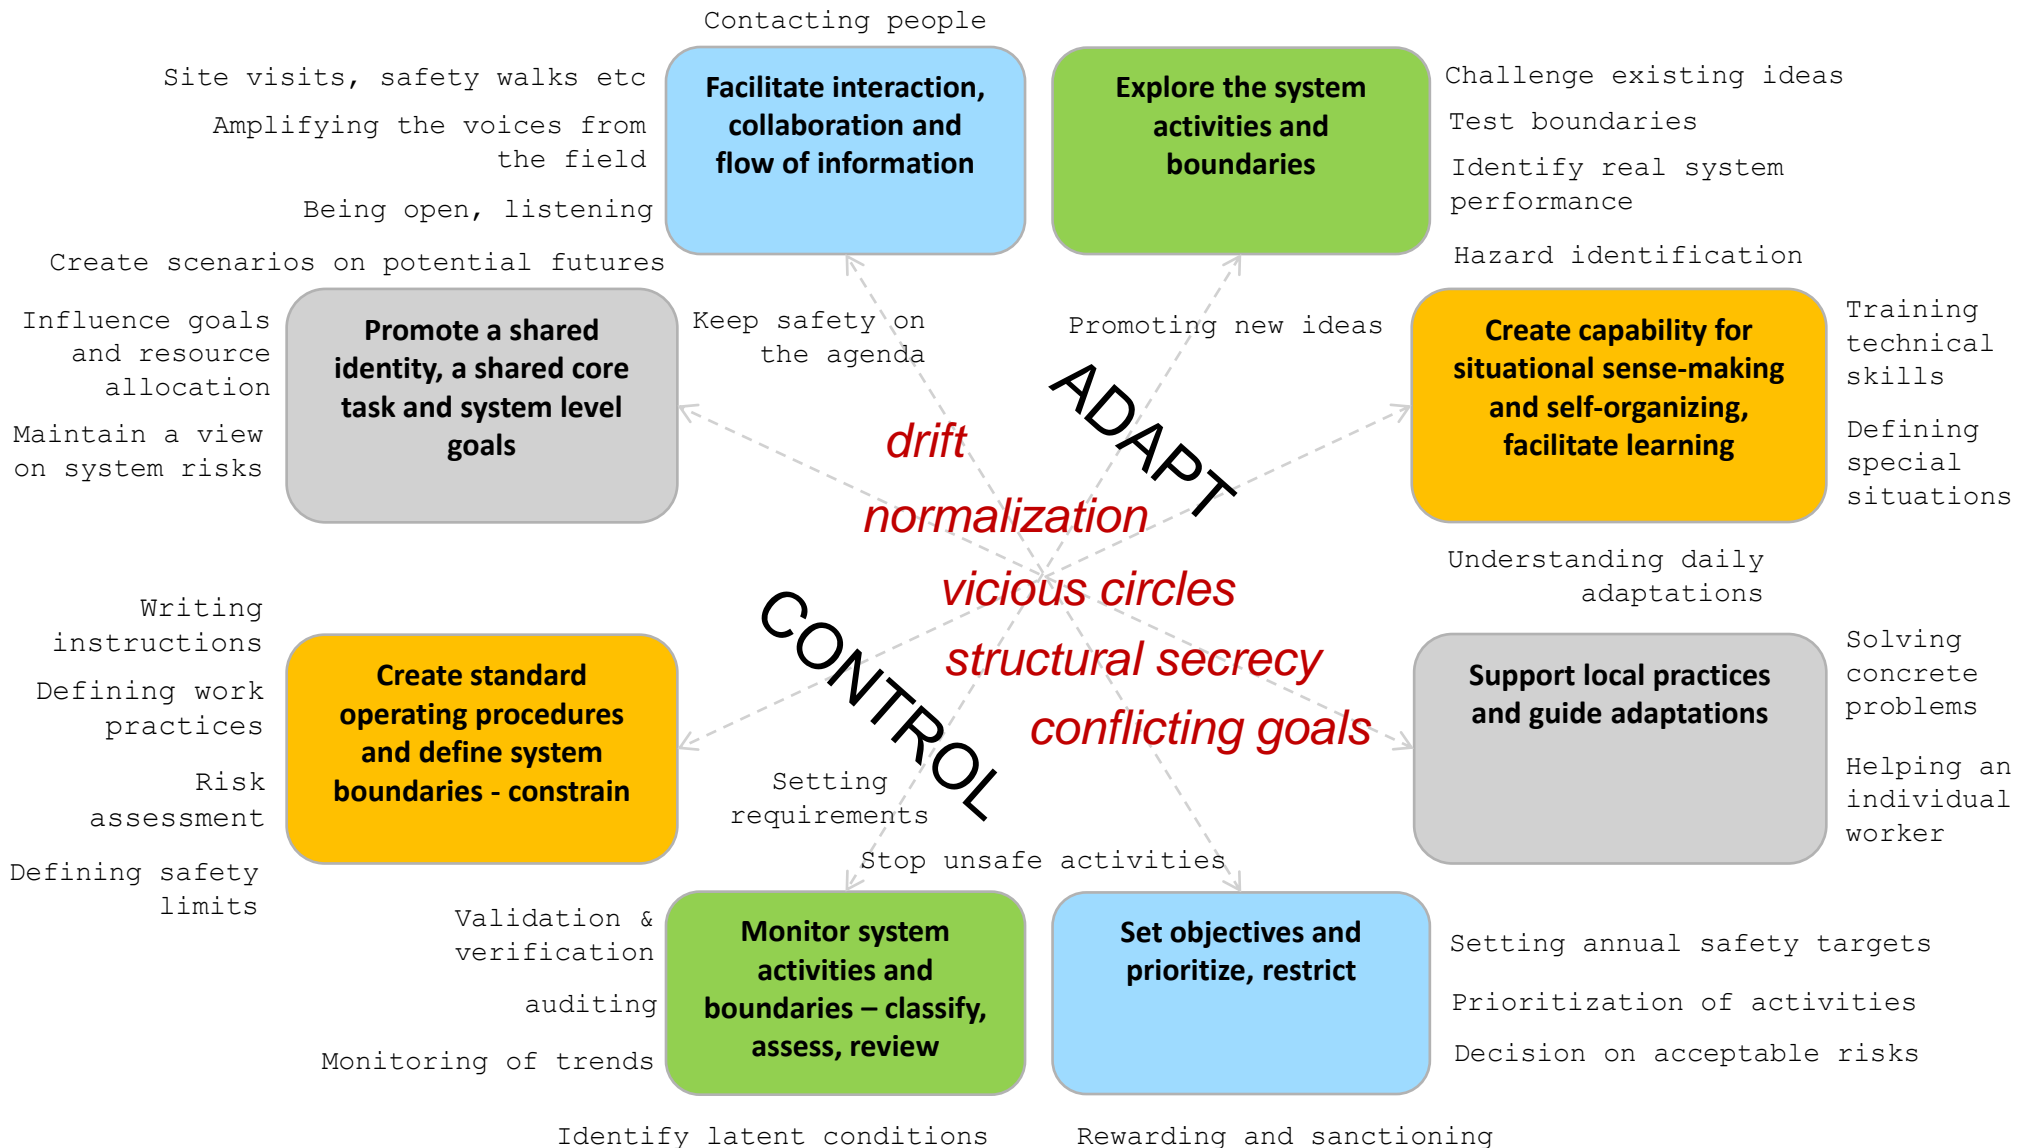 Contacting people
Site visits, safety walks etc
Amplifying the voices from
the field
Being open, listening
Facilitate interaction,
collaboration and
flow of information
Explore the system
activities and
boundaries
Challenge existing ideas
Test boundaries
Identify real system
performance
Hazard identification
Create scenarios on potential futures
Influence goals
and resource
allocation
Maintain a view
on system risks
Promote a shared
identity, a shared core
task and system level
goals
Keep safety on
the agenda
Promoting new ideas
Create capability for
situational sense-making
and self-organizing,
facilitate learning
Training
technical
skills
Defining
special
situations
ADAPT
drift
normalization
vicious circles
structural secrecy
conflicting goals
CONTROL
Understanding daily
adaptations
Writing
instructions
Defining work
practices
Risk
assessment
Defining safety
limits
Create standard
operating procedures
and define system
boundaries - constrain
Setting
requirements
Support local practices
and guide adaptations
Solving
concrete
problems
Helping an
individual
worker
Stop unsafe activities
Validation &
verification
auditing
Monitoring of trends
Monitor system
activities and
boundaries – classify,
assess, review
Set objectives and
prioritize, restrict
Setting annual safety targets
Prioritization of activities
Decision on acceptable risks
Identify latent conditions
Rewarding and sanctioning